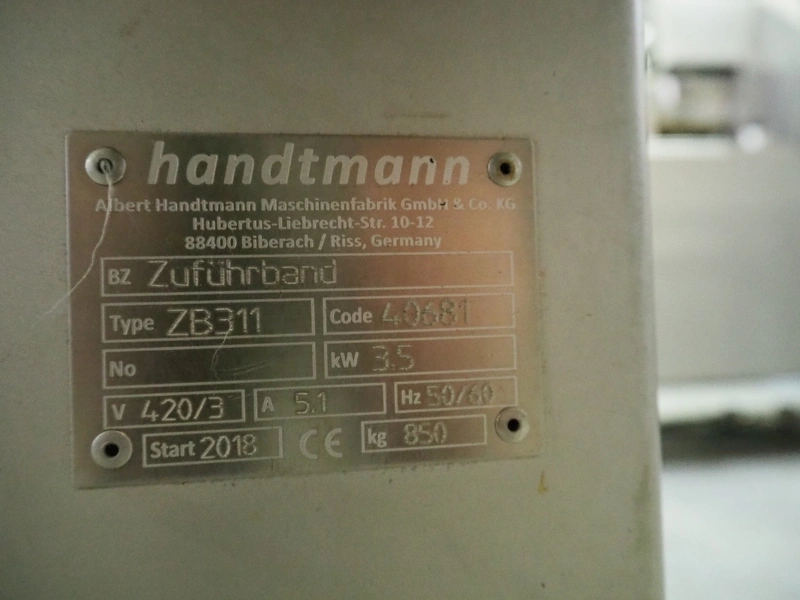 handtmann
Albert Handtmann Maschinenfabrik GmbH & Co. KG
Hubertus-Liebrecht-Str. 10-12
88400 Biberach / Riss, Germany
BZ Zuführband
Type ZB311 Code 40681
No kW 3.5
V 420/3 A 5.1 Hz 50/60
Start 2018 CE kg 850